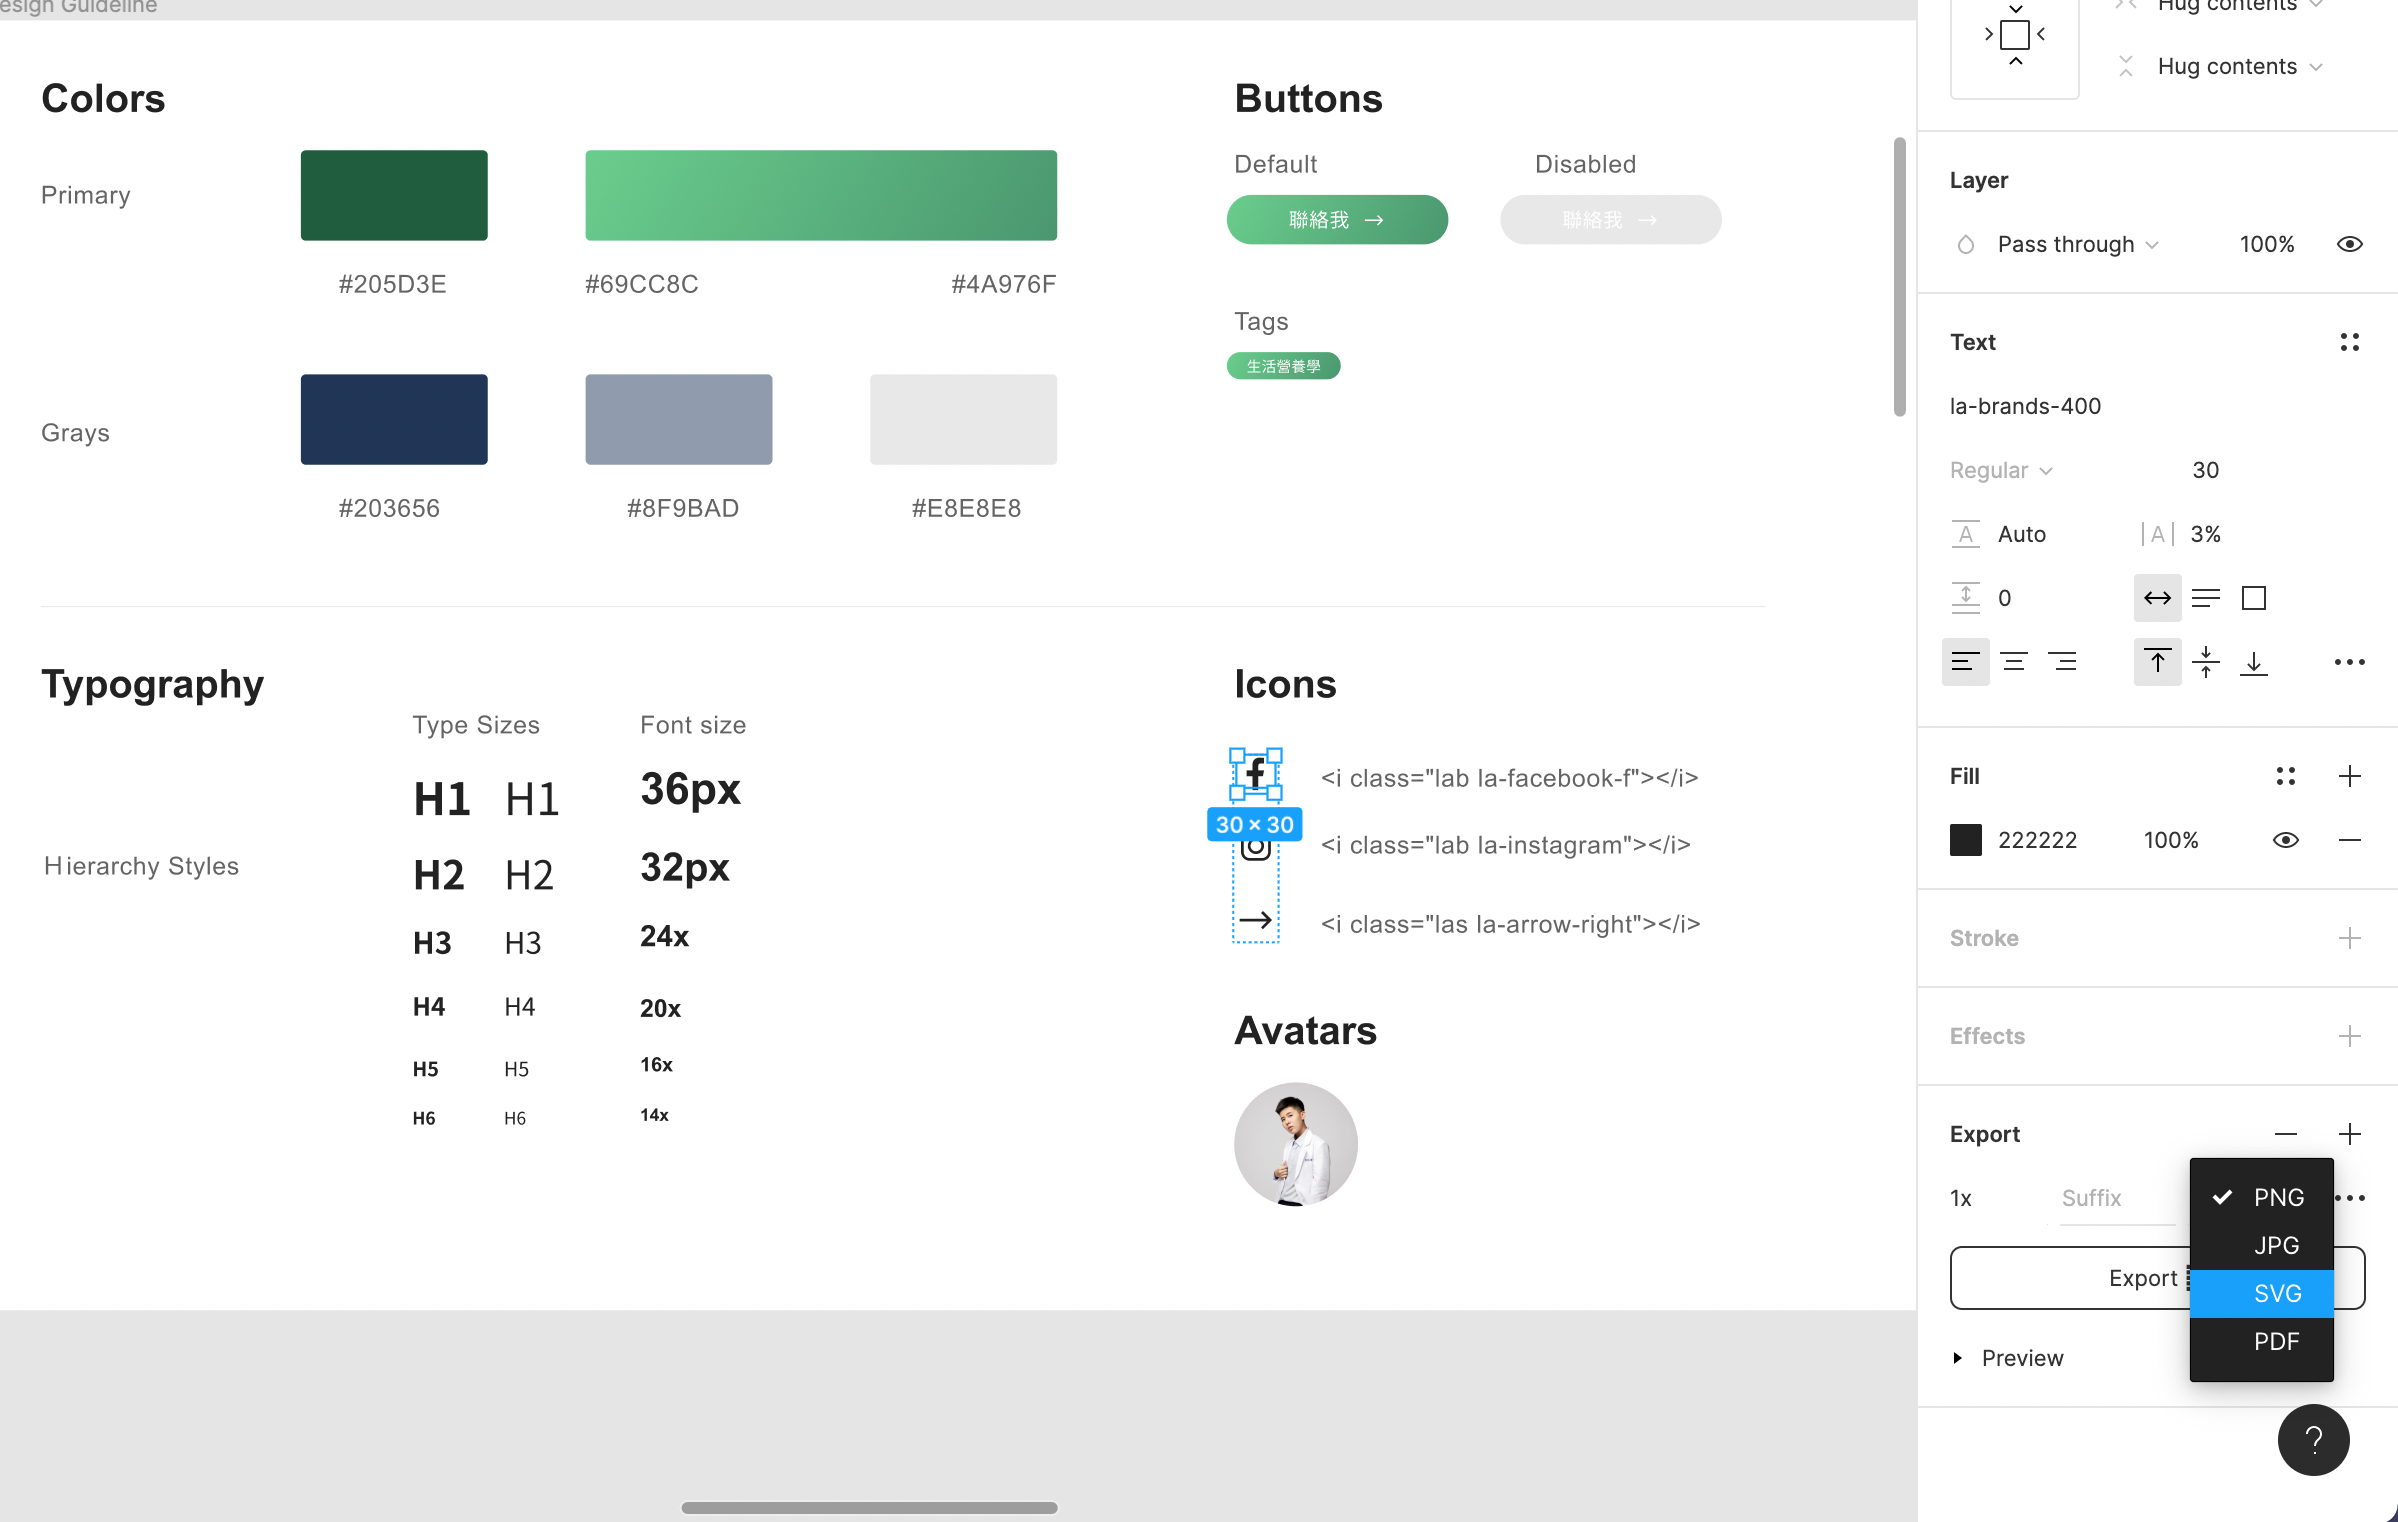 esign Guideline
Colors
Primary
#205D3E
#69CC8C
#4A976F
Grays
#203656
#8F9BAD
#E8E8E8
Buttons
Default
Disabled
聯絡我 →
聯絡我 →
Tags
生活營養學
Typography
Type Sizes
Font size
Hierarchy Styles
H1 H1 36px
H2 H2 32px
H3 H3 24x
H4 H4 20x
H5 H5 16x
H6 H6 14x
Icons
<i class="lab la-facebook-f"></i>
30 × 30
<i class="lab la-instagram"></i>
<i class="las la-arrow-right"></i>
Avatars
Hug contents
Hug contents
Layer
Pass through 100%
Text
la-brands-400
Regular 30
A Auto |A| 3%
0
Fill
222222 100%
Stroke
Effects
Export
1x Suffix
PNG
JPG
SVG
PDF
Export
Preview
?